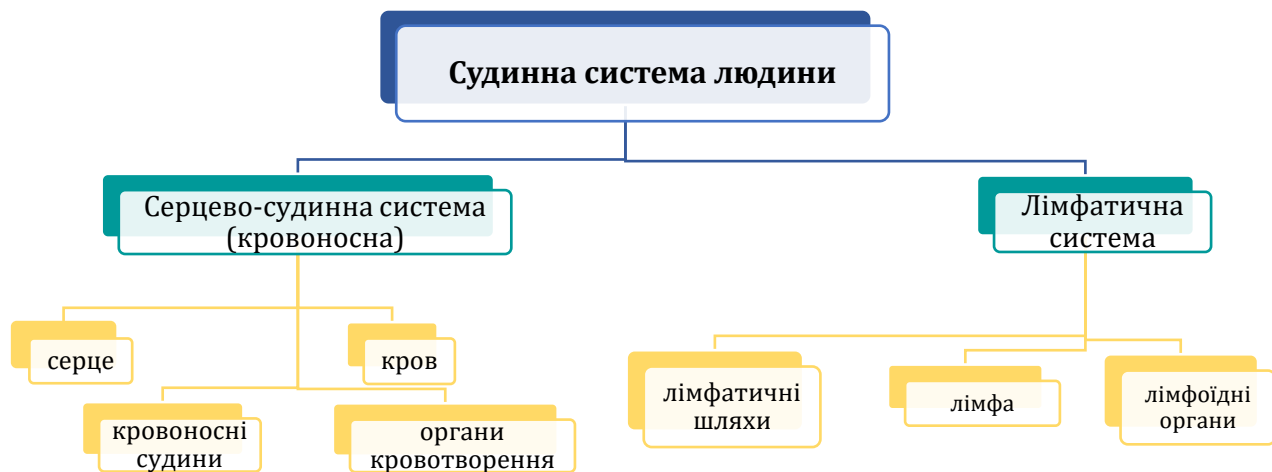 Судинна система людини
Серцево-судинна система
(кровоносна)
Лімфатична
система
серце
кров
кровоносні
судини
органи
кровотворення
лімфатичні
шляхи
лімфа
лімфоїдні
органи